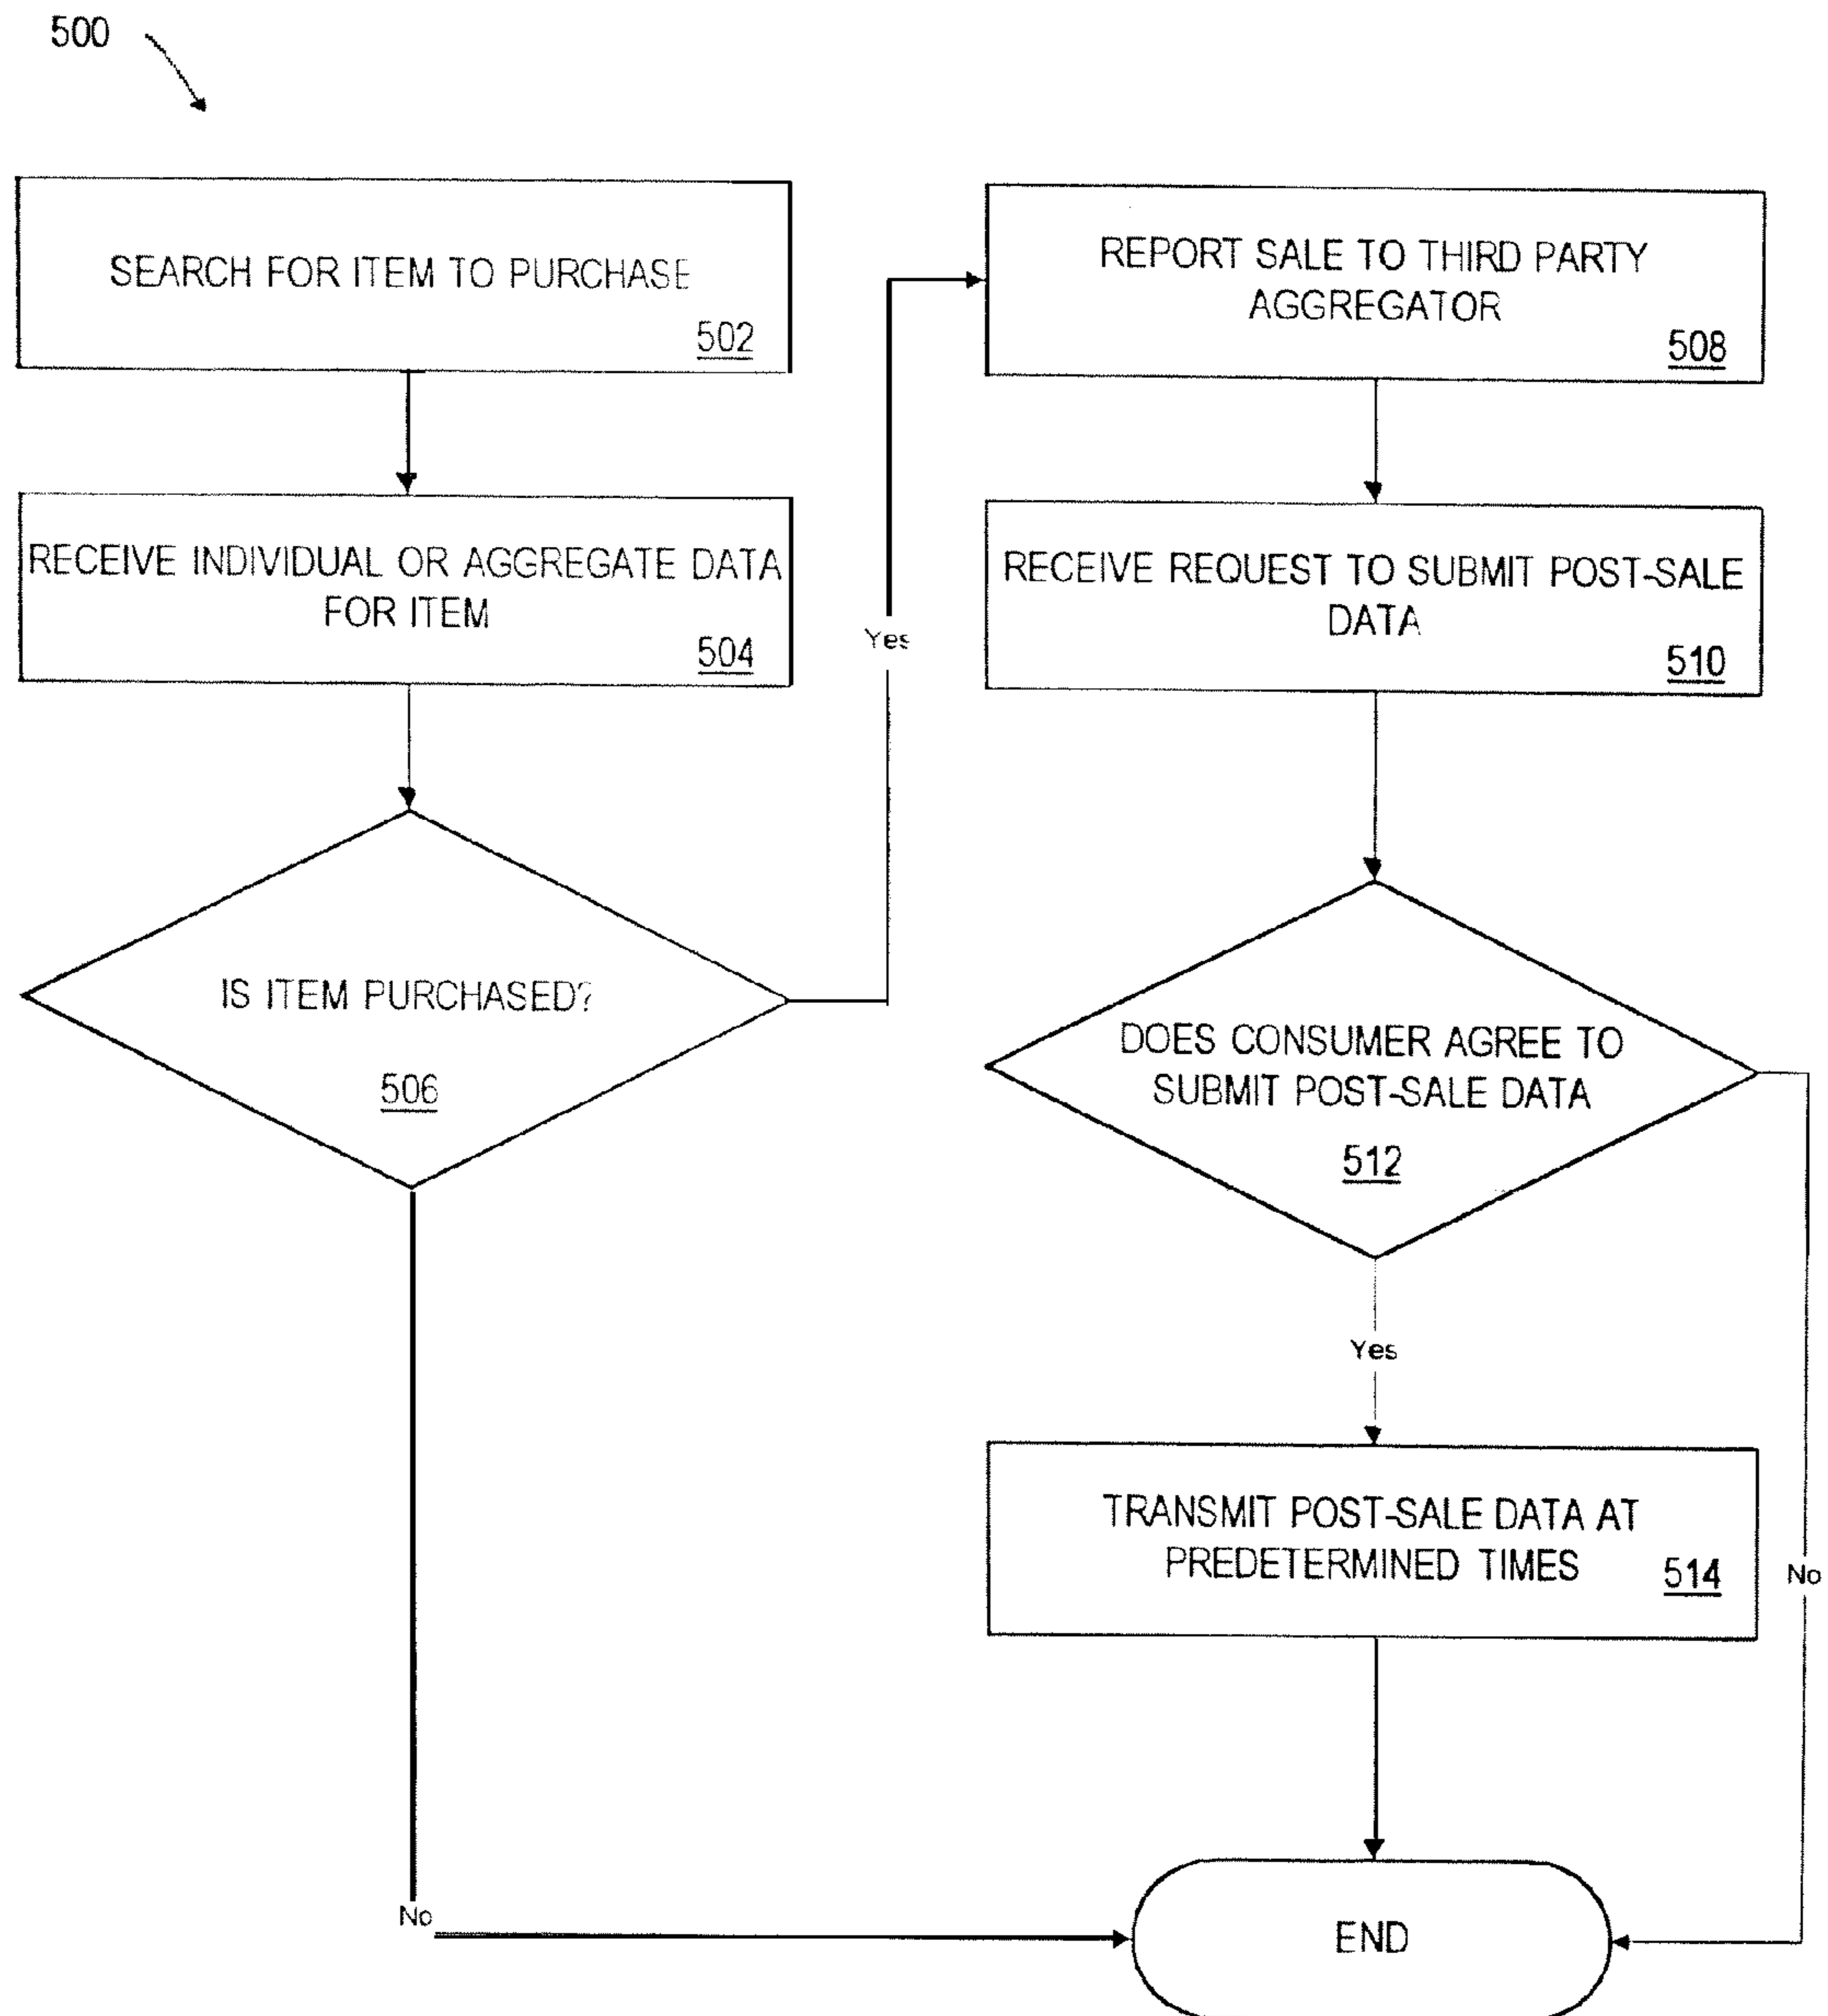 500
SEARCH FOR ITEM TO PURCHASE
502
RECEIVE INDIVIDUAL OR AGGREGATE DATA
FOR ITEM
504
IS ITEM PURCHASED?
506
No
Yes
REPORT SALE TO THIRD PARTY
AGGREGATOR
508
RECEIVE REQUEST TO SUBMIT POST-SALE
DATA
510
DOES CONSUMER AGREE TO
SUBMIT POST-SALE DATA
512
Yes
TRANSMIT POST-SALE DATA AT
PREDETERMINED TIMES
514
No
END